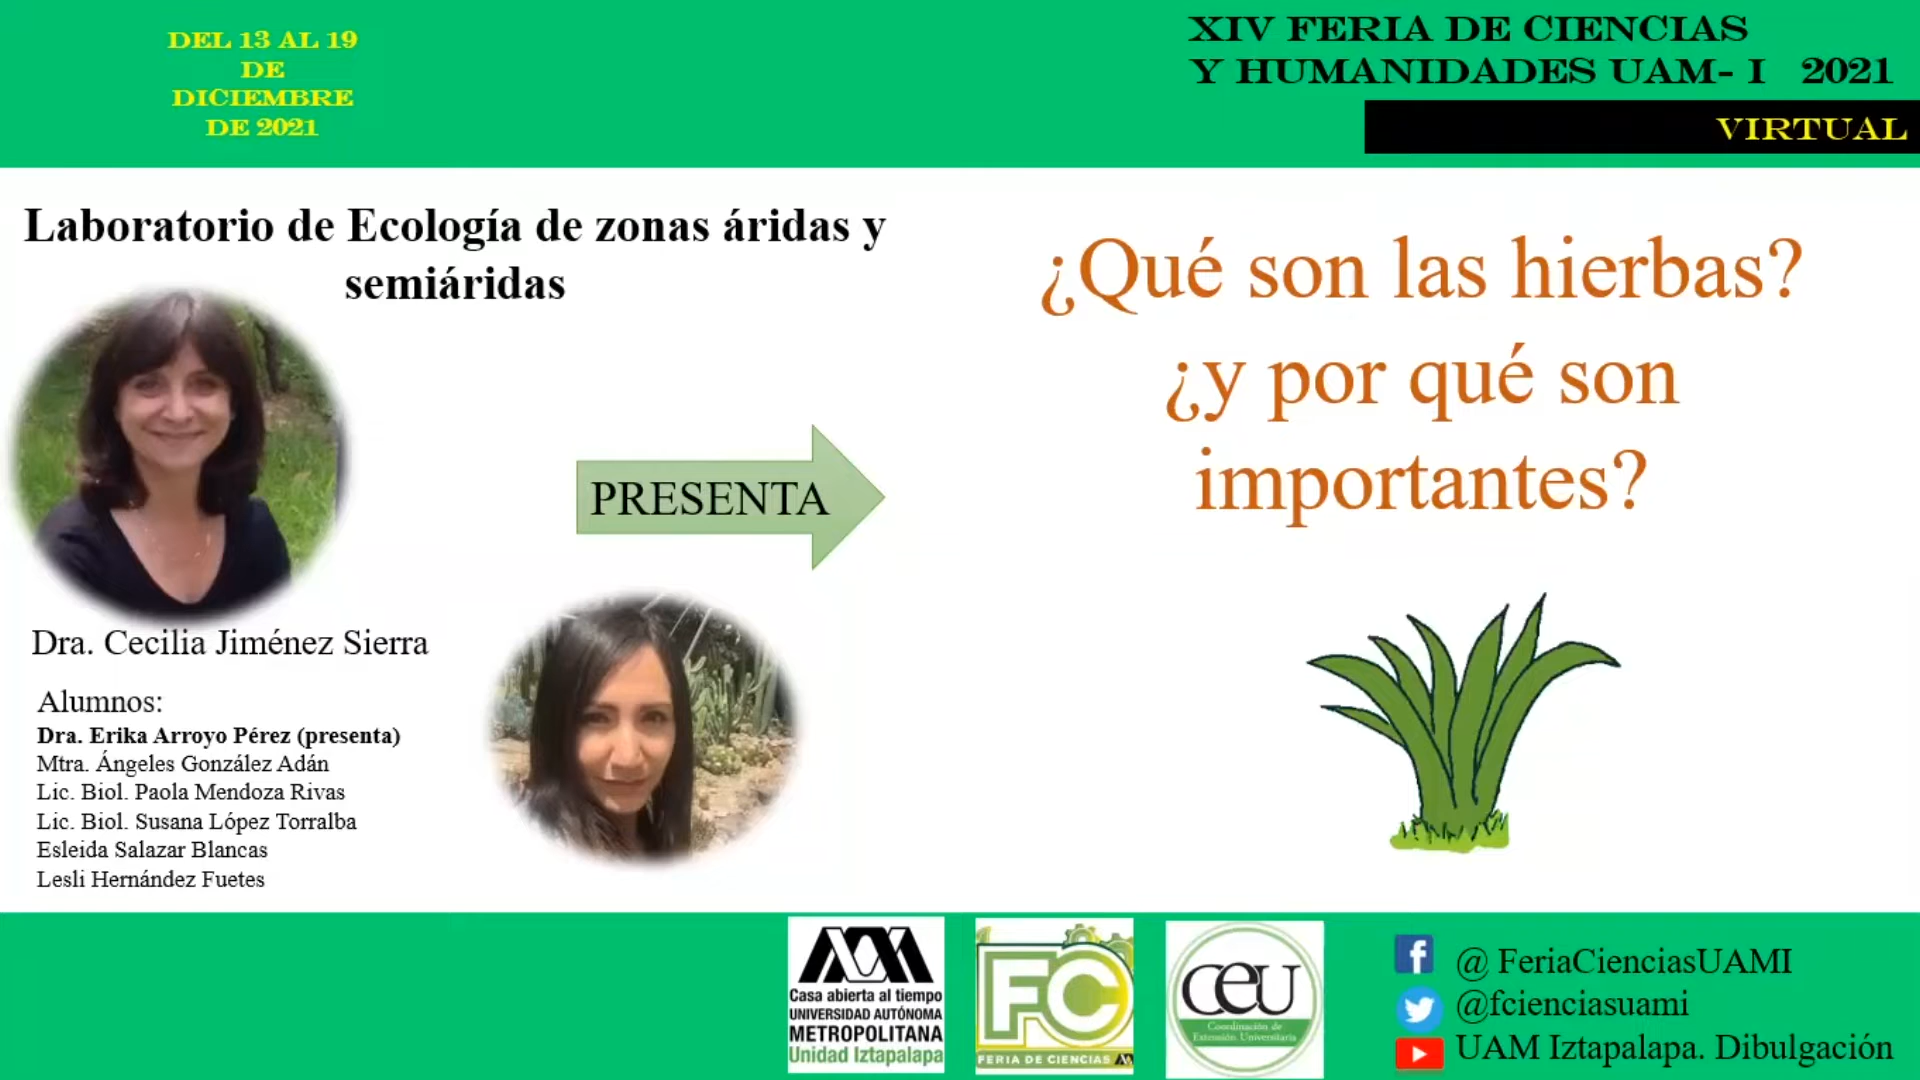 DEL 13 AL 19
DE
DICIEMBRE
DE 2021
XIV FERIA DE CIENCIAS
Y HUMANIDADES UAM- I 2021
VIRTUAL
Laboratorio de Ecología de zonas áridas y
semiáridas
¿Qué son las hierbas?
¿y por qué son
importantes?
PRESENTA
Dra. Cecilia Jiménez Sierra
Alumnos:
Dra. Erika Arroyo Pérez (presenta)
Mtra. Ángeles González Adán
Lic. Biol. Paola Mendoza Rivas
Lic. Biol. Susana López Torralba
Esleida Salazar Blancas
Lesli Hernández Fuetes
Casa abierta al tiempo
UNIVERSIDAD AUTÓNOMA
METROPOLITANA
Unidad Iztapalapa
FC
FERIA DE CIENCIAS
ceu
Coordinación de
Extensión Universitaria
@ FeriaCienciasUAMI
@fcienciasuami
UAM Iztapalapa. Dibulgación